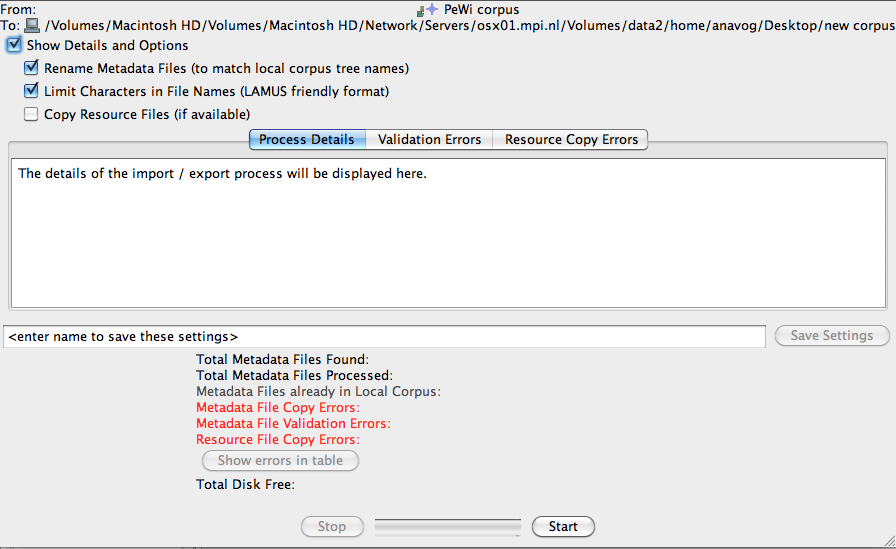 From: PeWi corpus
To: /Volumes/Macintosh HD/Volumes/Macintosh HD/Network/Servers/osx01.mpi.nl/Volumes/data2/home/anavog/Desktop/new corpus
Show Details and Options
Rename Metadata Files (to match local corpus tree names)
Limit Characters in File Names (LAMUS friendly format)
Copy Resource Files (if available)
Process Details Validation Errors Resource Copy Errors
The details of the import / export process will be displayed here.
<enter name to save these settings> Save Settings
Total Metadata Files Found:
Total Metadata Files Processed:
Metadata Files already in Local Corpus:
Metadata File Copy Errors:
Metadata File Validation Errors:
Resource File Copy Errors:
Show errors in table
Total Disk Free:
Stop Start